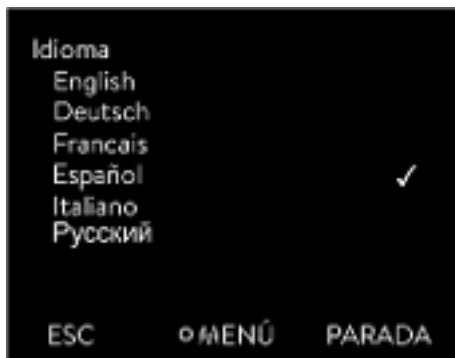 Idioma
English
Deutsch
Francais
Español
Italiano
Русский
ESC MENÚ PARADA